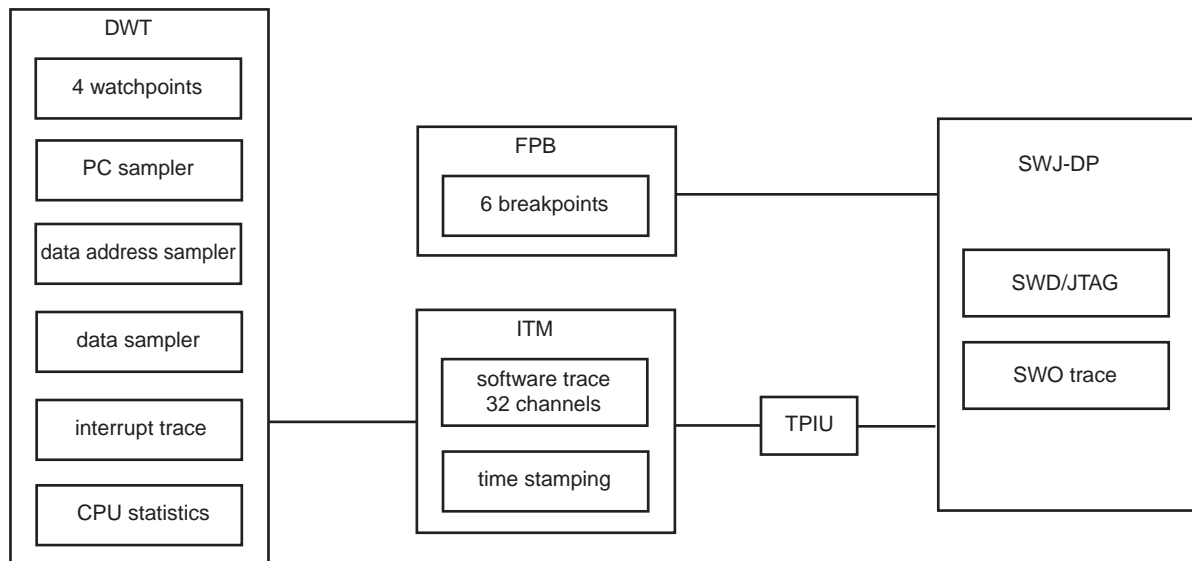 DWT
4 watchpoints
PC sampler
data address sampler
data sampler
interrupt trace
CPU statistics
FPB
6 breakpoints
ITM
software trace
32 channels
time stamping
TPIU
SWJ-DP
SWD/JTAG
SWO trace